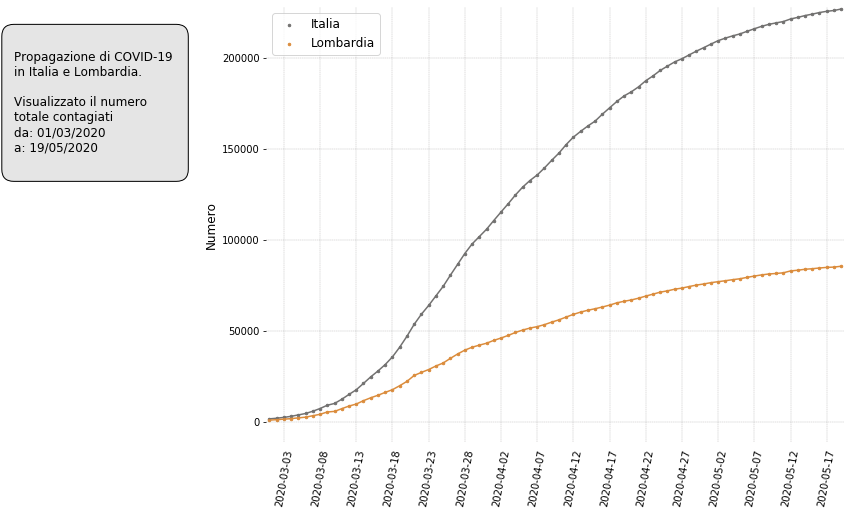 Propagazione di COVID-19
in Italia e Lombardia.
Visualizzato il numero
totale contagiati
da: 01/03/2020
a: 19/05/2020
Italia
Lombardia
Numero
200000
150000
100000
50000
0
2020-03-03
2020-03-08
2020-03-13
2020-03-18
2020-03-23
2020-03-28
2020-04-02
2020-04-07
2020-04-12
2020-04-17
2020-04-22
2020-04-27
2020-05-02
2020-05-07
2020-05-12
2020-05-17